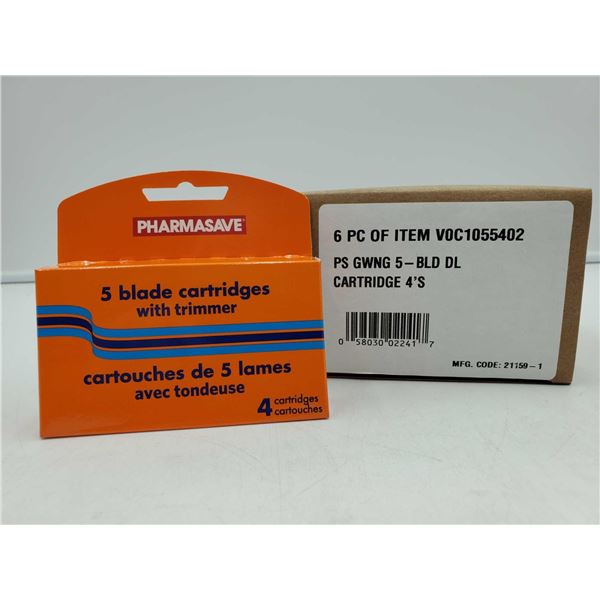 PHARMASAVE
5 blade cartridges
with trimmer
cartouches de 5 lames
avec tondeuse
4 cartridges
cartouches
6 PC OF ITEM V0C1055402
PS GWNG 5-BLD DL
CARTRIDGE 4'S
0 58030 02241 7
MFG. CODE: 21159-1